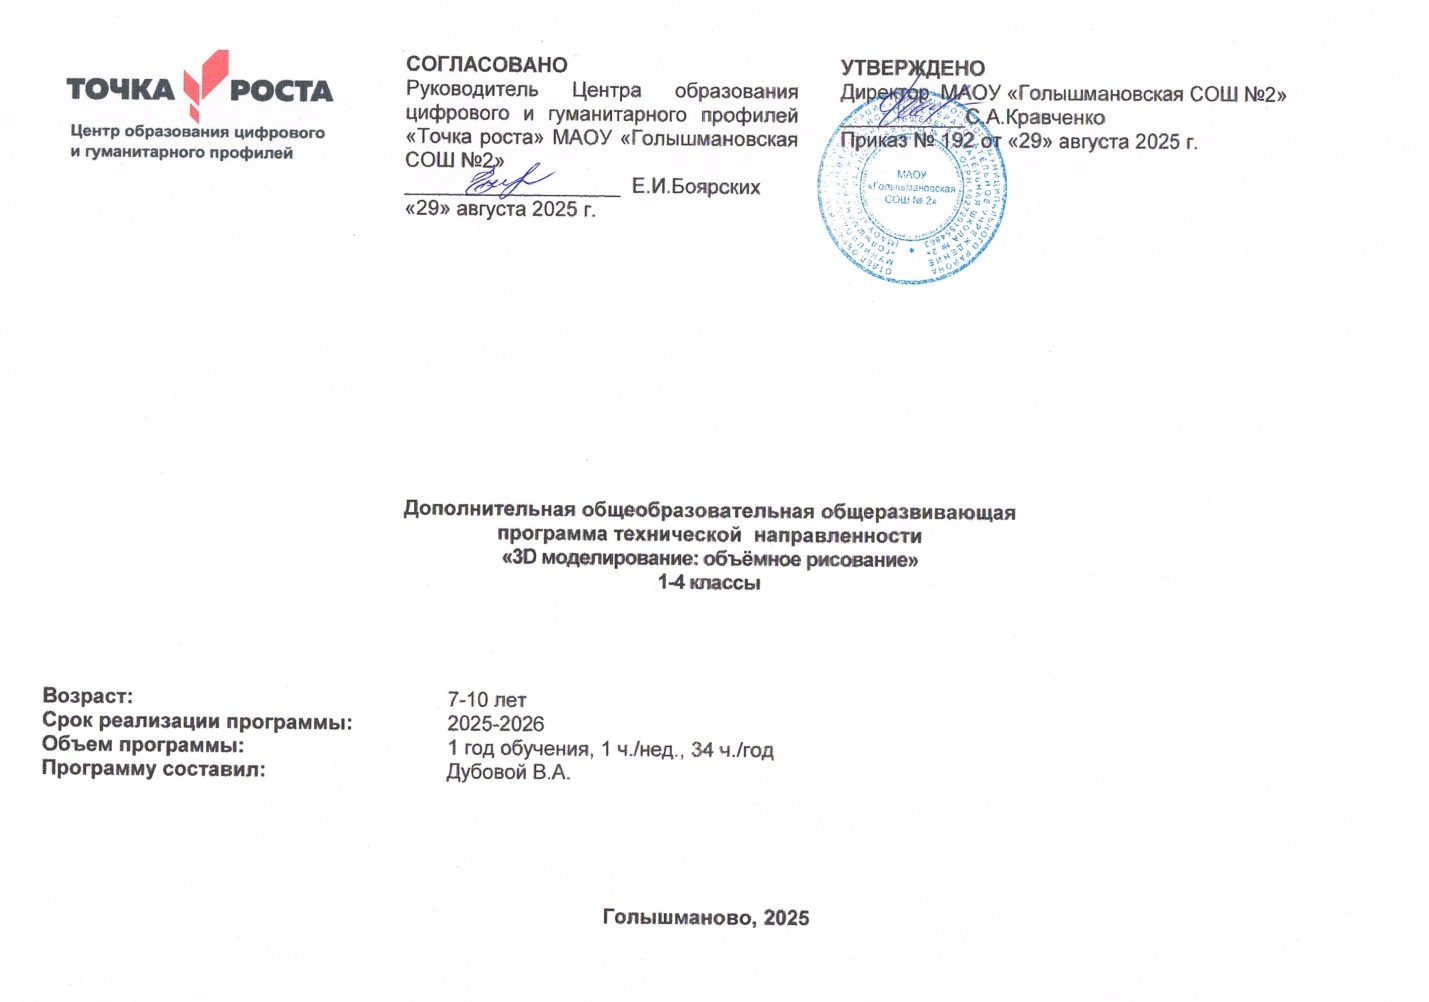 ТОЧКА РОСТА
Центр образования цифрового
и гуманитарного профилей
СОГЛАСОВАНО
Руководитель Центра образования
цифрового и гуманитарного профилей
«Точка роста» МАОУ «Голышмановская
СОШ №2»
Е.И.Боярских
«29» августа 2025 г.
УТВЕРЖДЕНО
Директор МАОУ «Голышмановская СОШ №2»
С.А.Кравченко
Приказ № 192 от «29» августа 2025 г.
МАОУ
«Голышмановская
СОШ № 2»
Дополнительная общеобразовательная общеразвивающая
программа технической направленности
«3D моделирование: объёмное рисование»
1-4 классы
Возраст: 7-10 лет
Срок реализации программы: 2025-2026
Объем программы: 1 год обучения, 1 ч./нед., 34 ч./год
Программу составил: Дубовой В.А.
Голышманово, 2025